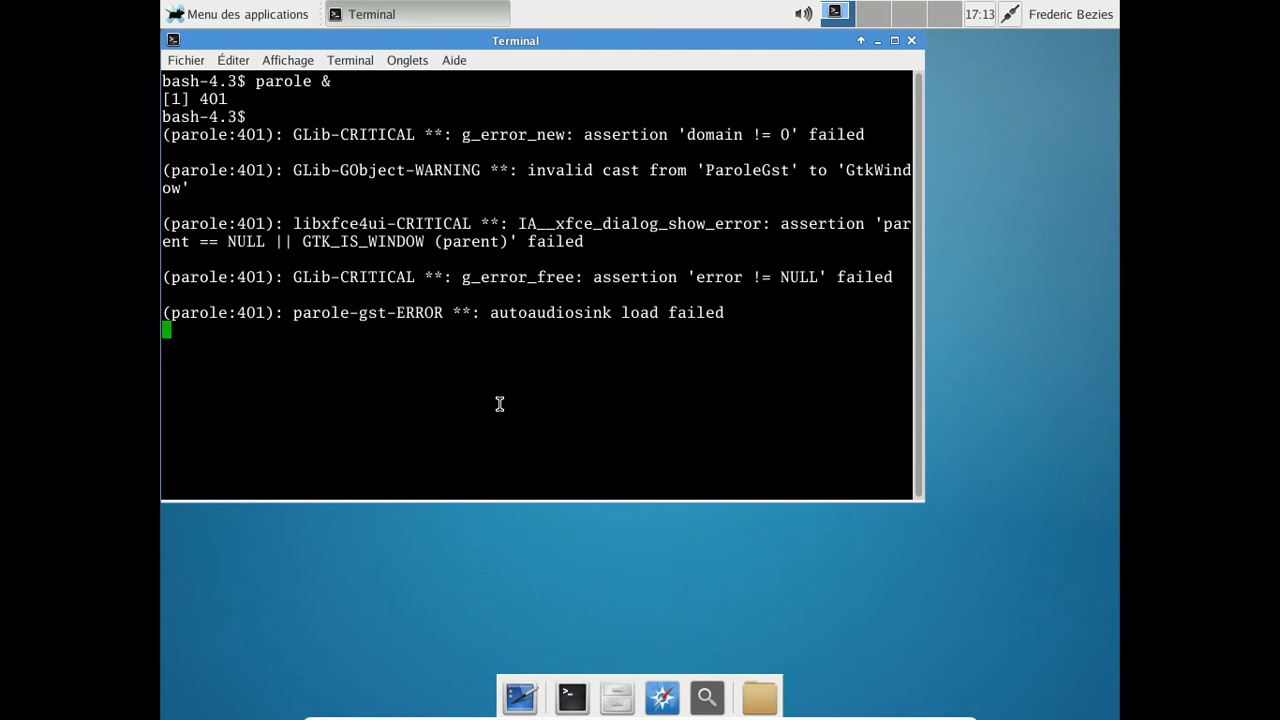 Menu des applications
Terminal
17:13
Frederic Bezies
Terminal
Fichier Éditer Affichage Terminal Onglets Aide
bash-4.3$ parole &
[1] 401
bash-4.3$
(parole:401): GLib-CRITICAL **: g_error_new: assertion 'domain != 0' failed
(parole:401): GLib-GObject-WARNING **: invalid cast from 'ParoleGst' to 'GtkWind
ow'
(parole:401): libxfce4ui-CRITICAL **: IA__xfce_dialog_show_error: assertion 'par
ent == NULL || GTK_IS_WINDOW (parent)' failed
(parole:401): GLib-CRITICAL **: g_error_free: assertion 'error != NULL' failed
(parole:401): parole-gst-ERROR **: autoaudiosink load failed